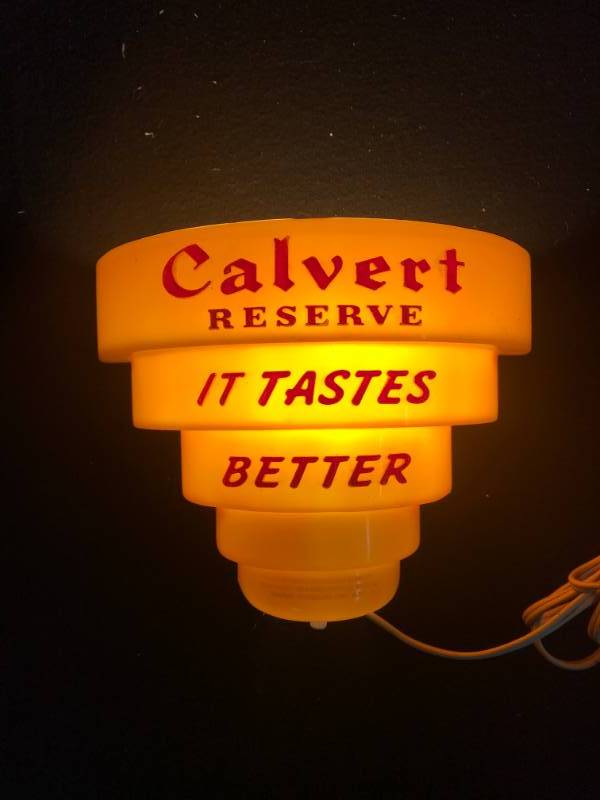 Calvert
RESERVE
IT TASTES
BETTER